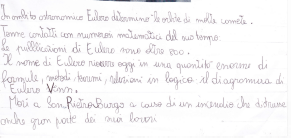 In ambito astronomico Eulero determinò le orbite di molte comete.
Tenne contatti con numerosi matematici del suo tempo.
Le pubblicazioni di Eulero sono oltre 800.
Il nome di Eulero ricorre oggi in una quantità enorme di
formule, metodi, teoremi, relazioni in logica il diagramma di
Eulero Venn.
Morì a San Pietro Burgo a causa di un incendio che distrusse
anche gran parte dei suoi lavori